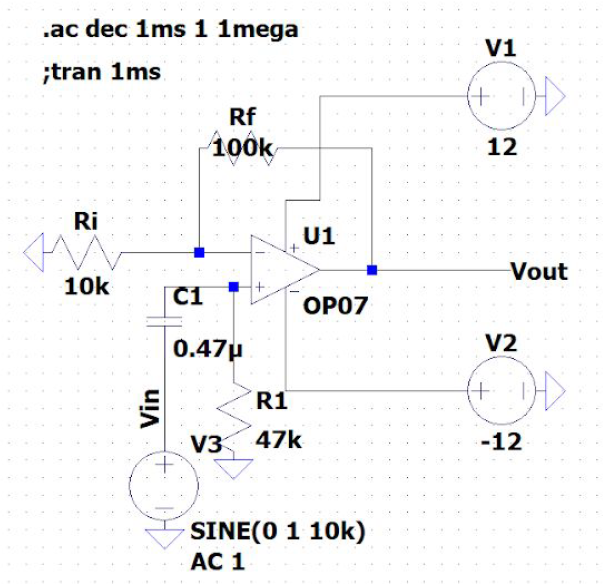 .ac dec 1ms 1 1mega
;tran 1ms
V1
12
Rf
100k
Ri
10k
U1
OP07
Vout
C1
0.47µ
R1
47k
V2
-12
Vin
V3
SINE(0 1 10k)
AC 1